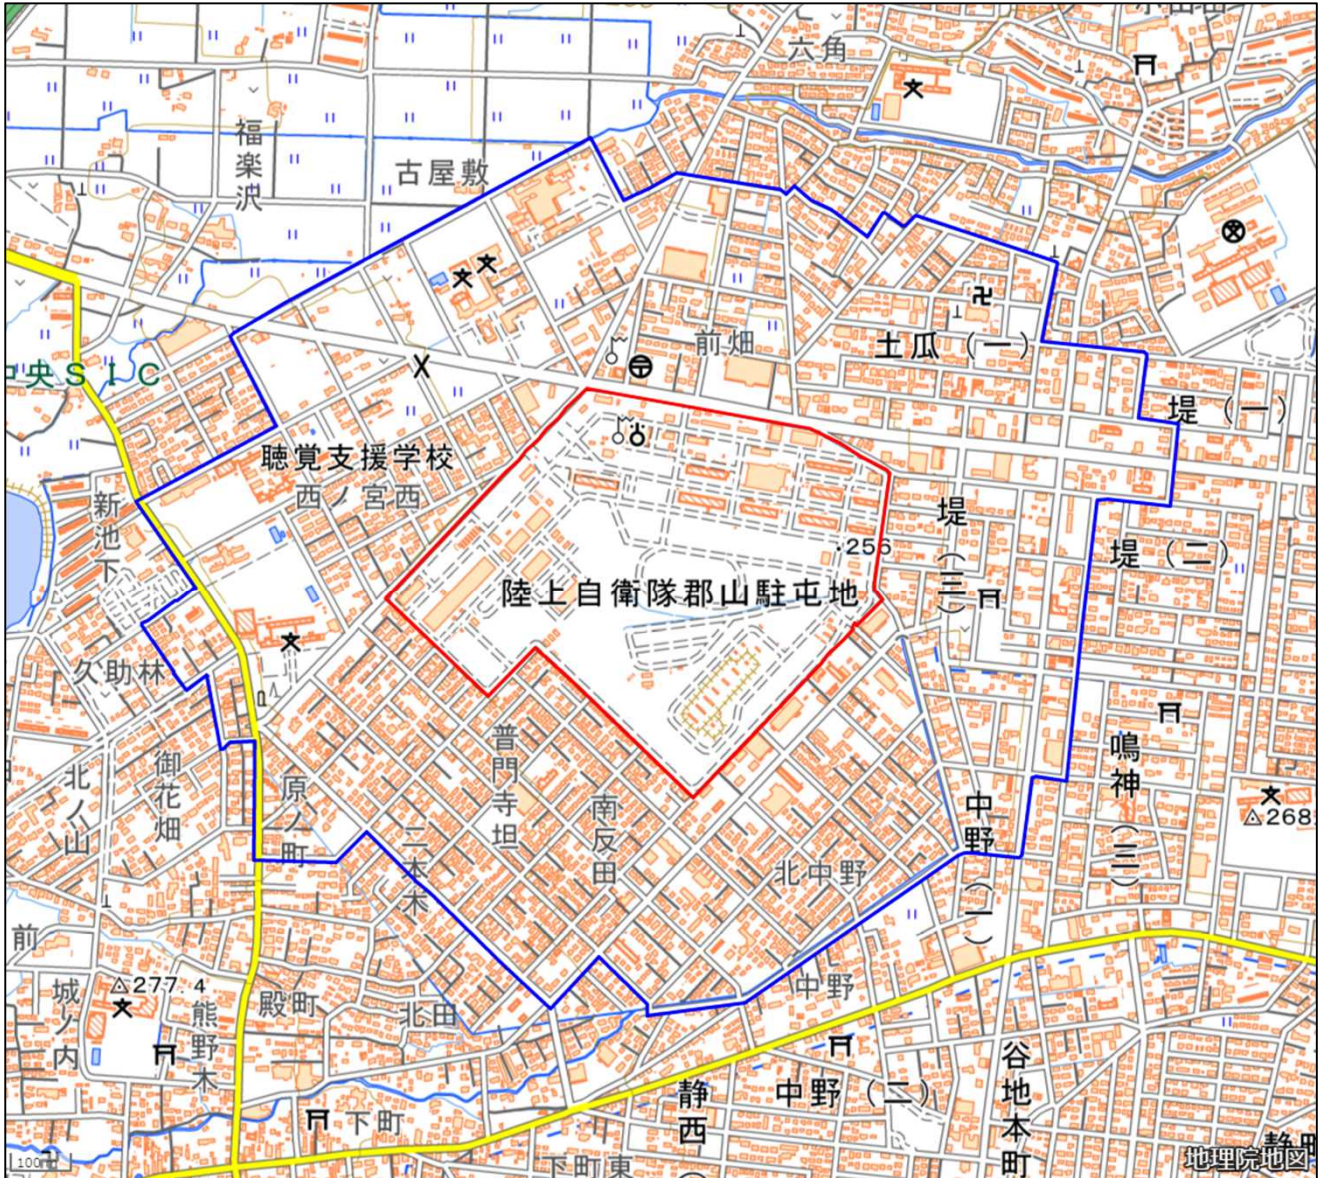 六角
福楽沢
古屋敷
前畑
土瓜（一）
中央ＳＩＣ
堤（一）
聴覚支援学校
西ノ宮西
新池下
堤（三）
堤（二）
・256
陸上自衛隊郡山駐屯地
久助林
普門寺坦
鳴神（三）
御花畑
北ノ山
原ノ町
南反田
中野（一）
△268
二本木
北中野
前
△277.4
城ノ内
熊野木
殿町
北田
中野
谷地本町
静西
中野（二）
下町
下町東
静町
100m
地理院地図